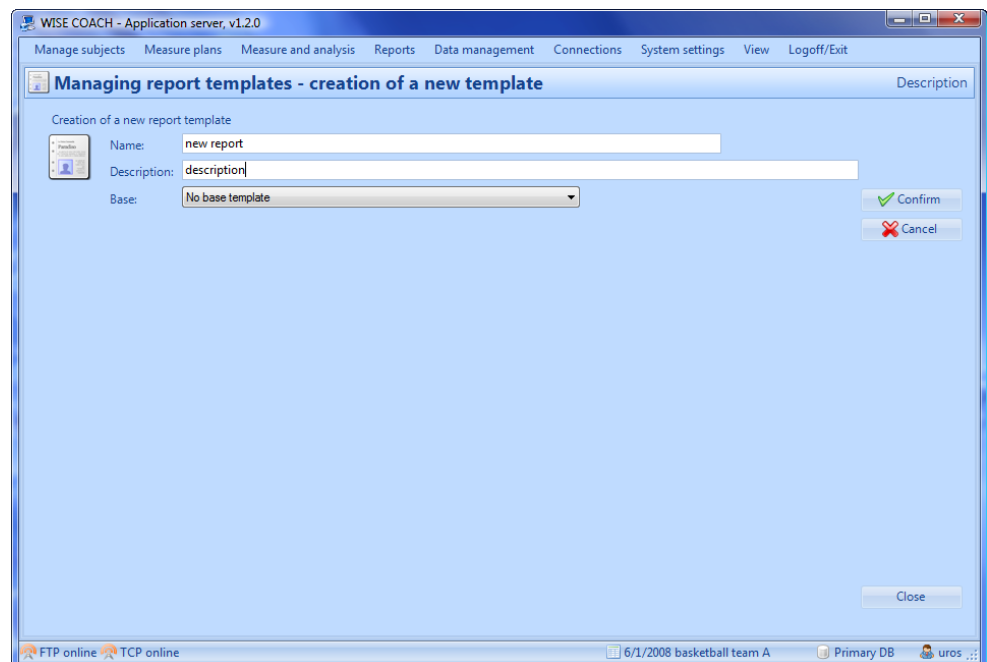 WISE COACH - Application server, v1.2.0
Manage subjects Measure plans Measure and analysis Reports Data management Connections System settings View Logoff/Exit
Managing report templates - creation of a new template Description
Creation of a new report template
Name: new report
Description: description
Base: No base template
Confirm
Cancel
Close
FTP online TCP online 6/1/2008 basketball team A Primary DB uros